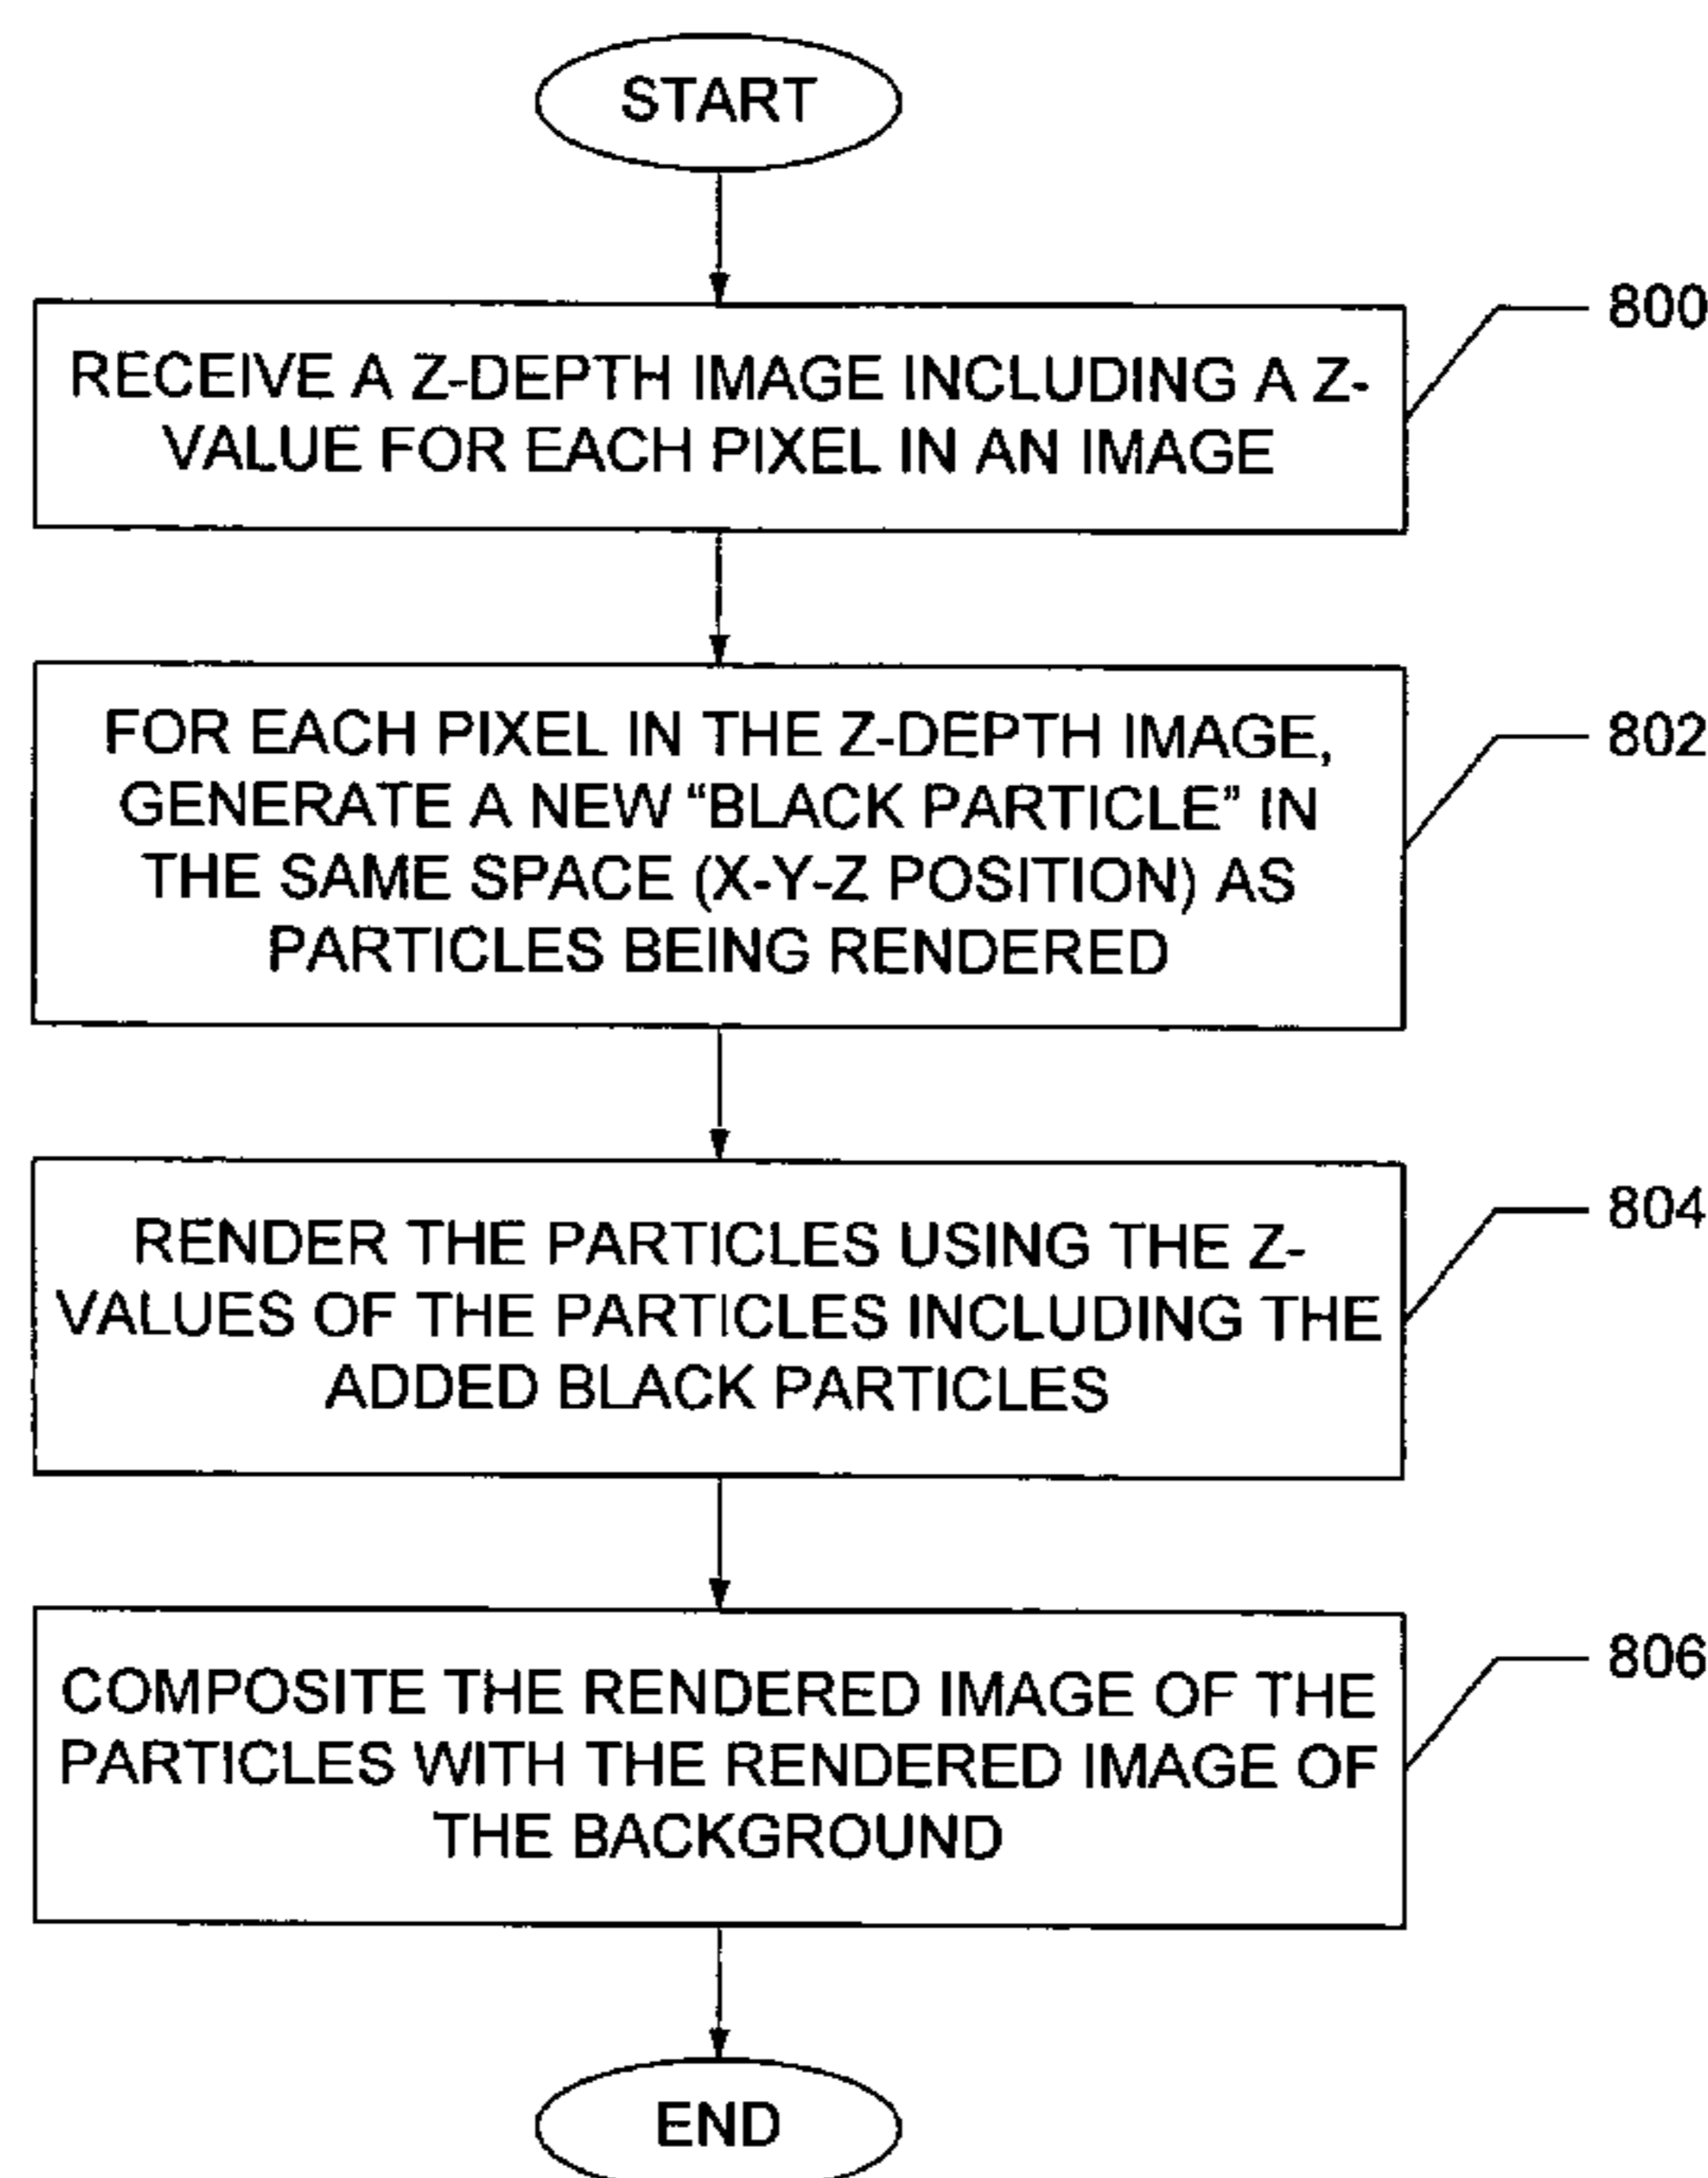 START
800
RECEIVE A Z-DEPTH IMAGE INCLUDING A Z-
VALUE FOR EACH PIXEL IN AN IMAGE
802
FOR EACH PIXEL IN THE Z-DEPTH IMAGE,
GENERATE A NEW “BLACK PARTICLE” IN
THE SAME SPACE (X-Y-Z POSITION) AS
PARTICLES BEING RENDERED
804
RENDER THE PARTICLES USING THE Z-
VALUES OF THE PARTICLES INCLUDING THE
ADDED BLACK PARTICLES
806
COMPOSITE THE RENDERED IMAGE OF THE
PARTICLES WITH THE RENDERED IMAGE OF
THE BACKGROUND
END